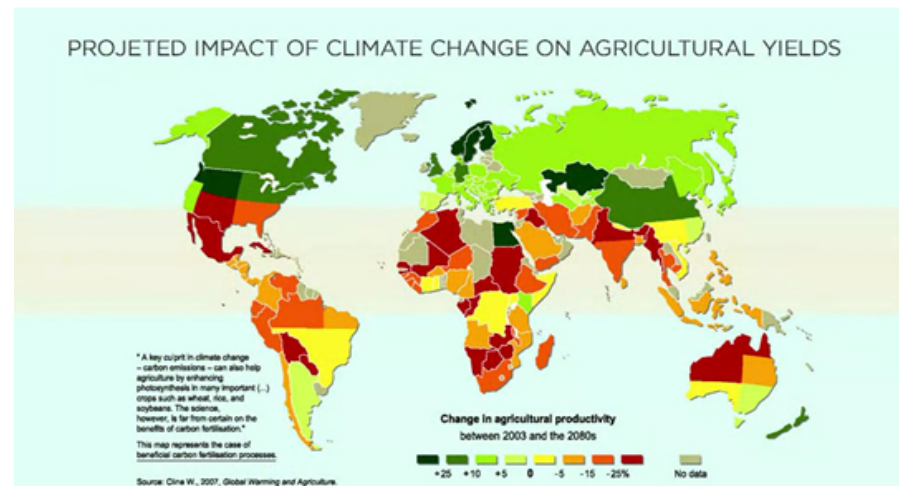 PROJETED IMPACT OF CLIMATE CHANGE ON AGRICULTURAL YIELDS
" A key culprit in climate change
– carbon emissions – can also help
agriculture by enhancing
photosynthesis in many important (...)
crops such as wheat, rice, and
soybeans. The science,
however, is far from certain on the
benefits of carbon fertilisation."
This map represents the case of
beneficial carbon fertilisation processes.
Source: Cline W., 2007, Global Warming and Agriculture.
Change in agricultural productivity
between 2003 and the 2080s
+25 +10 +5 0 -5 -15 -25% No data